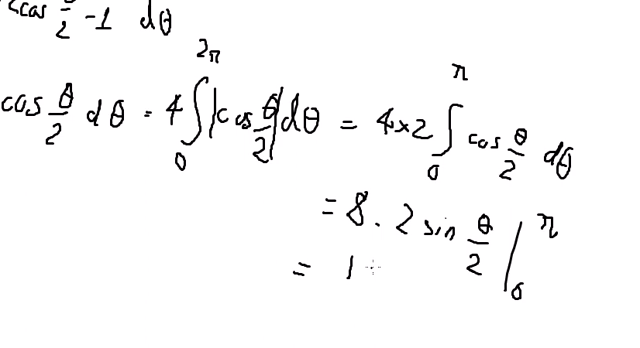 2cos θ/2 -1 dθ
cos θ/2 dθ = 4 ∫₀^2π |cos θ/2| dθ = 4×2 ∫₀^π cos θ/2 dθ
= 8 . 2 sin θ/2 |₀^π
= 1